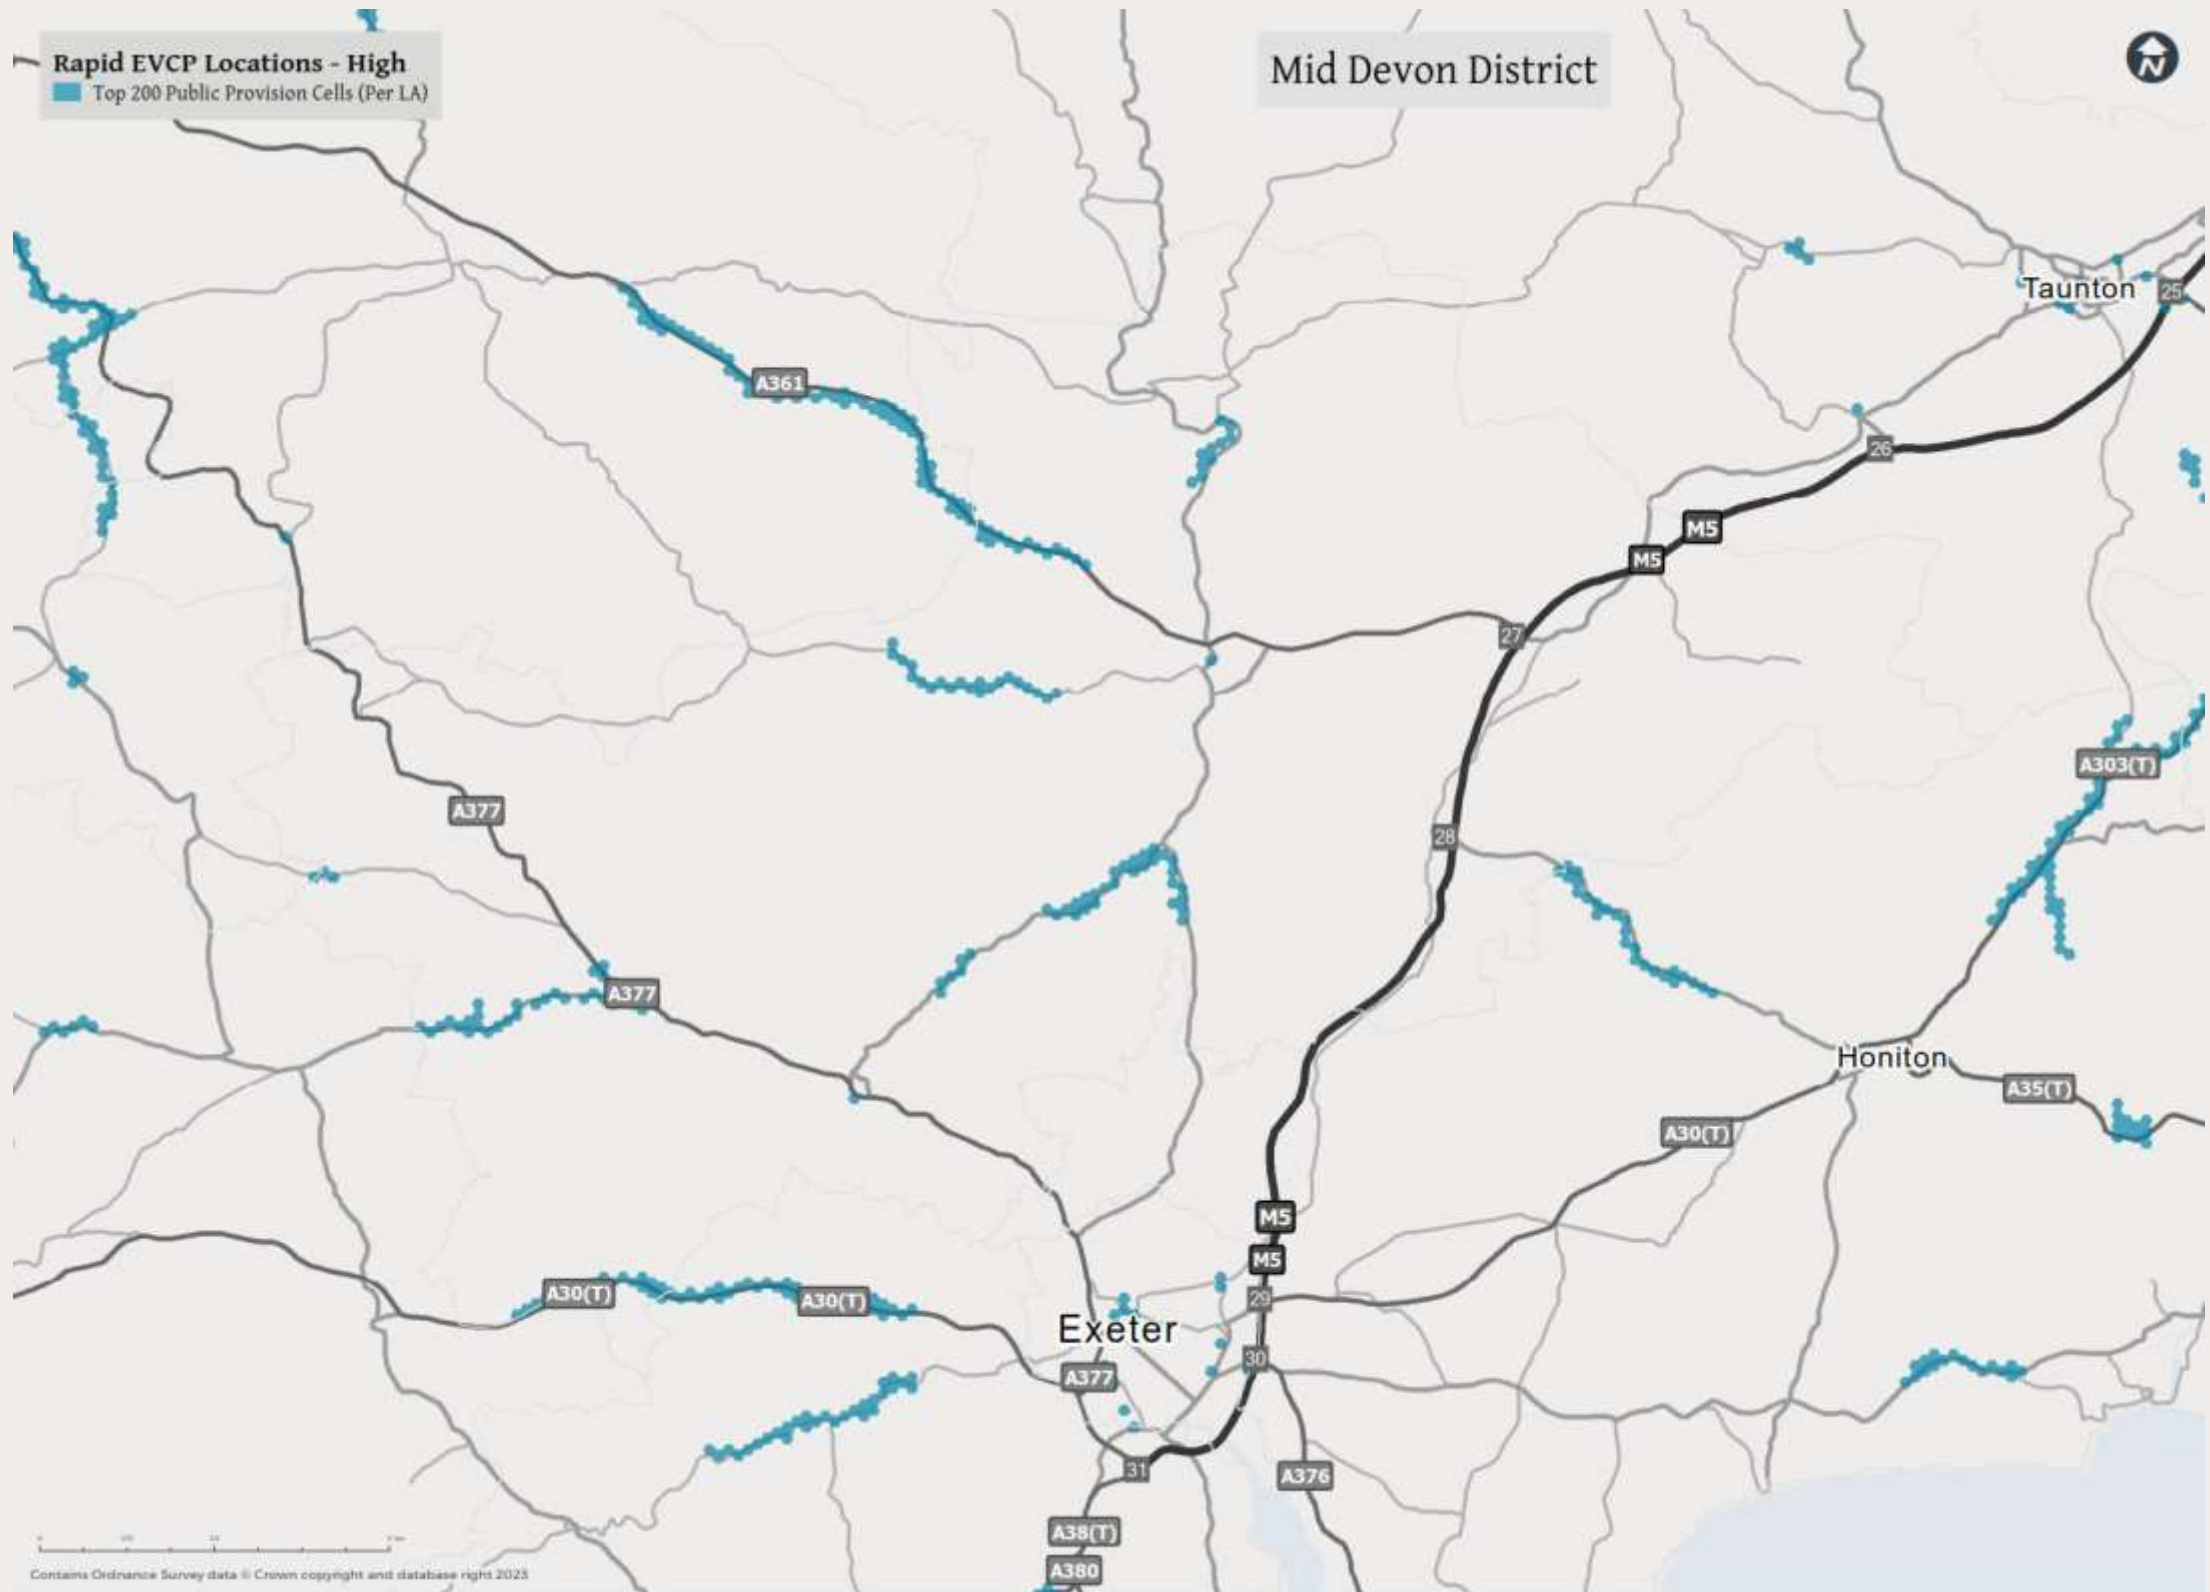 Rapid EVCP Locations - High
Top 200 Public Provision Cells (Per LA)
Mid Devon District
N
Taunton
25
A361
26
M5
M5
27
A303(T)
A377
28
A377
Honiton
A35(T)
A30(T)
M5
M5
A30(T)
A30(T)
29
Exeter
30
A377
31
A376
A38(T)
A380
Contains Ordnance Survey data © Crown copyright and database right 2023